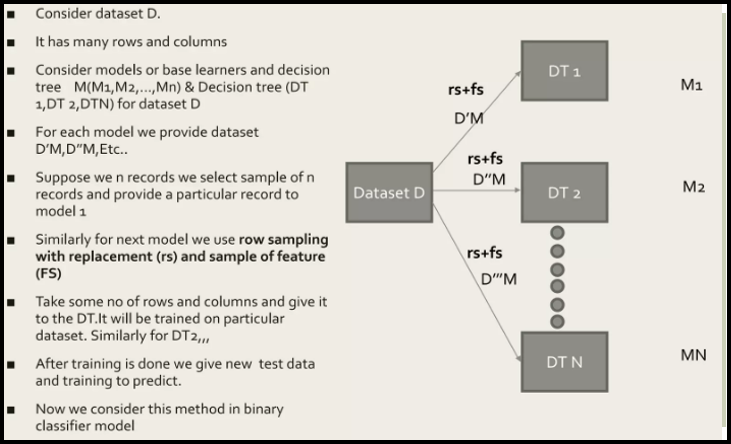 Consider dataset D.
It has many rows and columns
Consider models or base learners and decision
tree M(M1,M2,...,Mn) & Decision tree (DT
1,DT 2,DTN) for dataset D
For each model we provide dataset
D'M,D"M,Etc..
Suppose we n records we select sample of n
records and provide a particular record to
model 1
Similarly for next model we use row sampling
with replacement (rs) and sample of feature
(FS)
Take some no of rows and columns and give it
to the DT.It will be trained on particular
dataset. Similarly for DT2,,,
After training is done we give new test data
and training to predict.
Now we consider this method in binary
classifier model
Dataset D
rs+fs
D'M
DT 1
M1
rs+fs
D"M
DT 2
M2
rs+fs
D'"M
DT N
MN